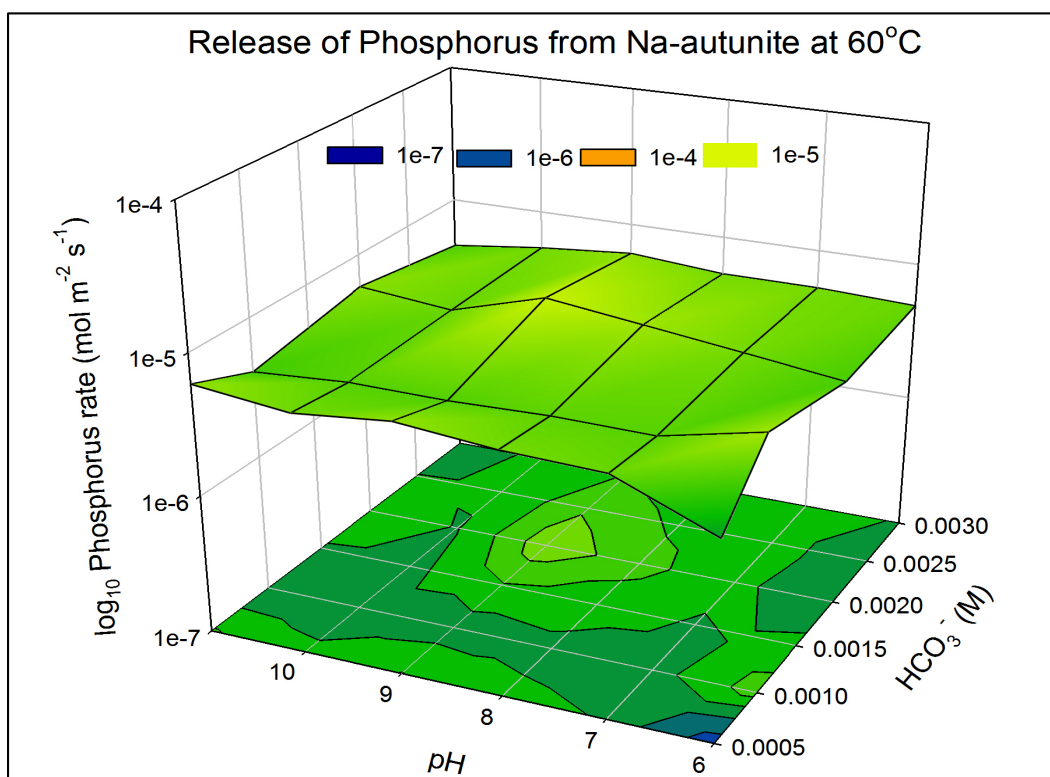 Release of Phosphorus from Na-autunite at 60°C
1e-7 1e-6 1e-4 1e-5
log₁₀ Phosphorus rate (mol m⁻² s⁻¹)
1e-4
1e-5
1e-6
1e-7
10
9
8
7
6
pH
0.0030
0.0025
0.0020
0.0015
0.0010
0.0005
HCO₃⁻ (M)